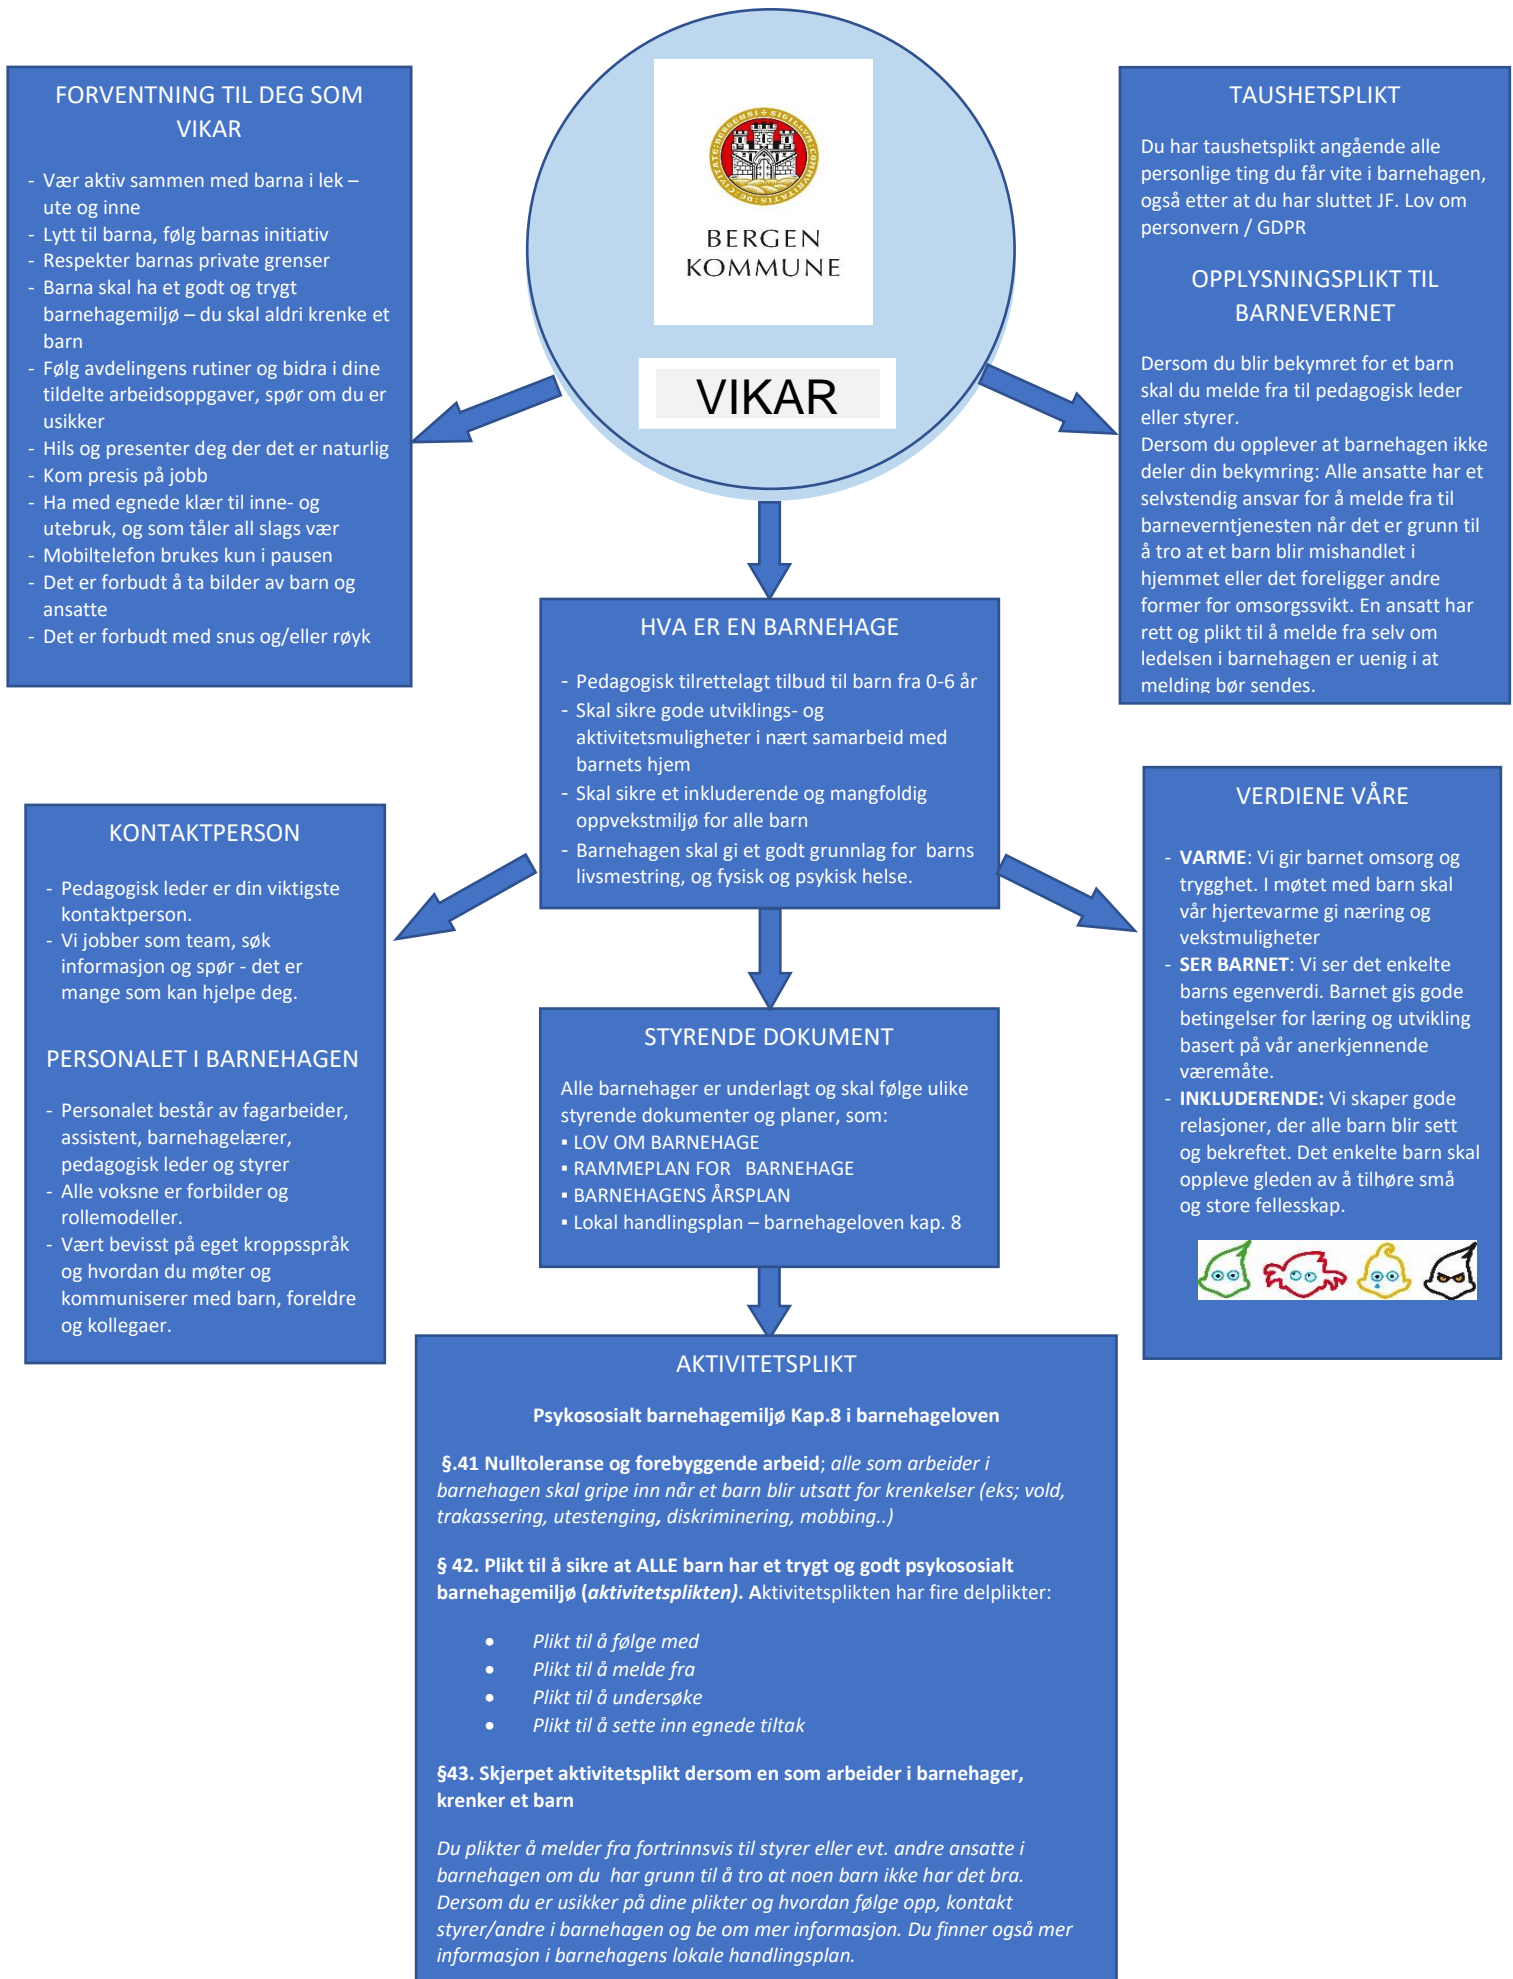 BERGEN
KOMMUNE
VIKAR
FORVENTNING TIL DEG SOM
VIKAR
- Vær aktiv sammen med barna i lek –
ute og inne
- Lytt til barna, følg barnas initiativ
- Respekter barnas private grenser
- Barna skal ha et godt og trygt
barnehagemiljø – du skal aldri krenke et
barn
- Følg avdelingens rutiner og bidra i dine
tildelte arbeidsoppgaver, spør om du er
usikker
- Hils og presenter deg der det er naturlig
- Kom presis på jobb
- Ha med egnede klær til inne- og
utebruk, og som tåler all slags vær
- Mobiltelefon brukes kun i pausen
- Det er forbudt å ta bilder av barn og
ansatte
- Det er forbudt med snus og/eller røyk
TAUSHETSPLIKT
Du har taushetsplikt angående alle
personlige ting du får vite i barnehagen,
også etter at du har sluttet JF. Lov om
personvern / GDPR
OPPLYSNINGSPLIKT TIL
BARNEVERNET
Dersom du blir bekymret for et barn
skal du melde fra til pedagogisk leder
eller styrer.
Dersom du opplever at barnehagen ikke
deler din bekymring: Alle ansatte har et
selvstendig ansvar for å melde fra til
barneverntjenesten når det er grunn til
å tro at et barn blir mishandlet i
hjemmet eller det foreligger andre
former for omsorgssvikt. En ansatt har
rett og plikt til å melde fra selv om
ledelsen i barnehagen er uenig i at
melding bør sendes.
HVA ER EN BARNEHAGE
- Pedagogisk tilrettelagt tilbud til barn fra 0-6 år
- Skal sikre gode utviklings- og
aktivitetsmuligheter i nært samarbeid med
barnets hjem
- Skal sikre et inkluderende og mangfoldig
oppvekstmiljø for alle barn
- Barnehagen skal gi et godt grunnlag for barns
livsmestring, og fysisk og psykisk helse.
KONTAKTPERSON
- Pedagogisk leder er din viktigste
kontaktperson.
- Vi jobber som team, søk
informasjon og spør - det er
mange som kan hjelpe deg.
PERSONALET I BARNEHAGEN
- Personalet består av fagarbeider,
assistent, barnehagelærer,
pedagogisk leder og styrer
- Alle voksne er forbilder og
rollemodeller.
- Vært bevisst på eget kroppsspråk
og hvordan du møter og
kommuniserer med barn, foreldre
og kollegaer.
VERDIENE VÅRE
- VARME: Vi gir barnet omsorg og
trygghet. I møtet med barn skal
vår hjertevarme gi næring og
vekstmuligheter
- SER BARNET: Vi ser det enkelte
barns egenverdi. Barnet gis gode
betingelser for læring og utvikling
basert på vår anerkjennende
væremåte.
- INKLUDERENDE: Vi skaper gode
relasjoner, der alle barn blir sett
og bekreftet. Det enkelte barn skal
oppleve gleden av å tilhøre små
og store fellesskap.
STYRENDE DOKUMENT
Alle barnehager er underlagt og skal følge ulike
styrende dokumenter og planer, som:
▪ LOV OM BARNEHAGE
▪ RAMMEPLAN FOR BARNEHAGE
▪ BARNEHAGENS ÅRSPLAN
▪ Lokal handlingsplan – barnehageloven kap. 8
AKTIVITETSPLIKT
Psykososialt barnehagemiljø Kap.8 i barnehageloven
§.41 Nulltoleranse og forebyggende arbeid; alle som arbeider i
barnehagen skal gripe inn når et barn blir utsatt for krenkelser (eks; vold,
trakassering, utestenging, diskriminering, mobbing..)
§ 42. Plikt til å sikre at ALLE barn har et trygt og godt psykososialt
barnehagemiljø (aktivitetsplikten). Aktivitetsplikten har fire delplikter:
• Plikt til å følge med
• Plikt til å melde fra
• Plikt til å undersøke
• Plikt til å sette inn egnede tiltak
§43. Skjerpet aktivitetsplikt dersom en som arbeider i barnehager,
krenker et barn
Du plikter å melder fra fortrinnsvis til styrer eller evt. andre ansatte i
barnehagen om du har grunn til å tro at noen barn ikke har det bra.
Dersom du er usikker på dine plikter og hvordan følge opp, kontakt
styrer/andre i barnehagen og be om mer informasjon. Du finner også mer
informasjon i barnehagens lokale handlingsplan.